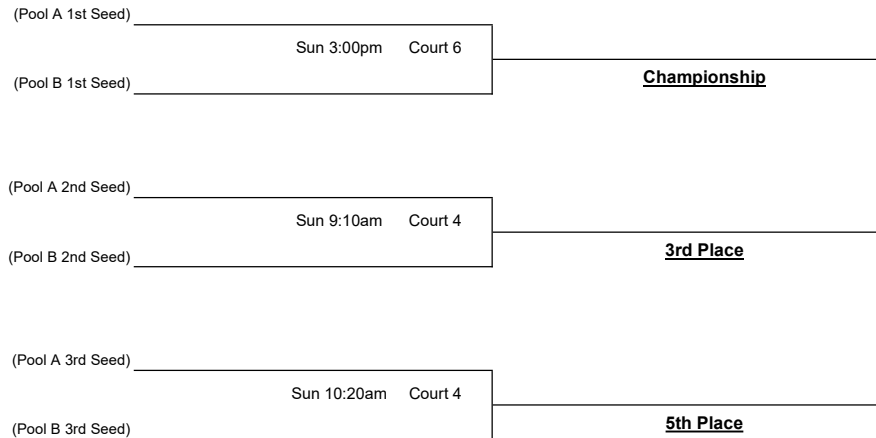 (Pool A 1st Seed)
Sun 3:00pm Court 6
(Pool B 1st Seed)
Championship
(Pool A 2nd Seed)
Sun 9:10am Court 4
(Pool B 2nd Seed)
3rd Place
(Pool A 3rd Seed)
Sun 10:20am Court 4
(Pool B 3rd Seed)
5th Place